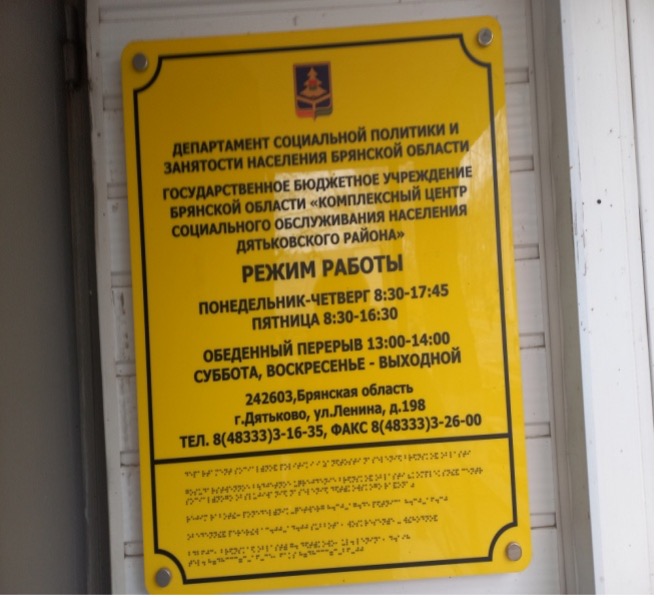 ДЕПАРТАМЕНТ СОЦИАЛЬНОЙ ПОЛИТИКИ И
ЗАНЯТОСТИ НАСЕЛЕНИЯ БРЯНСКОЙ ОБЛАСТИ
ГОСУДАРСТВЕННОЕ БЮДЖЕТНОЕ УЧРЕЖДЕНИЕ
БРЯНСКОЙ ОБЛАСТИ «КОМПЛЕКСНЫЙ ЦЕНТР
СОЦИАЛЬНОГО ОБСЛУЖИВАНИЯ НАСЕЛЕНИЯ
ДЯТЬКОВСКОГО РАЙОНА»
РЕЖИМ РАБОТЫ
ПОНЕДЕЛЬНИК-ЧЕТВЕРГ 8:30-17:45
ПЯТНИЦА 8:30-16:30
ОБЕДЕННЫЙ ПЕРЕРЫВ 13:00-14:00
СУББОТА, ВОСКРЕСЕНЬЕ - ВЫХОДНОЙ
242603,Брянская область
г.Дятьково, ул.Ленина, д.198
ТЕЛ. 8(48333)3-16-35, ФАКС 8(48333)3-26-00